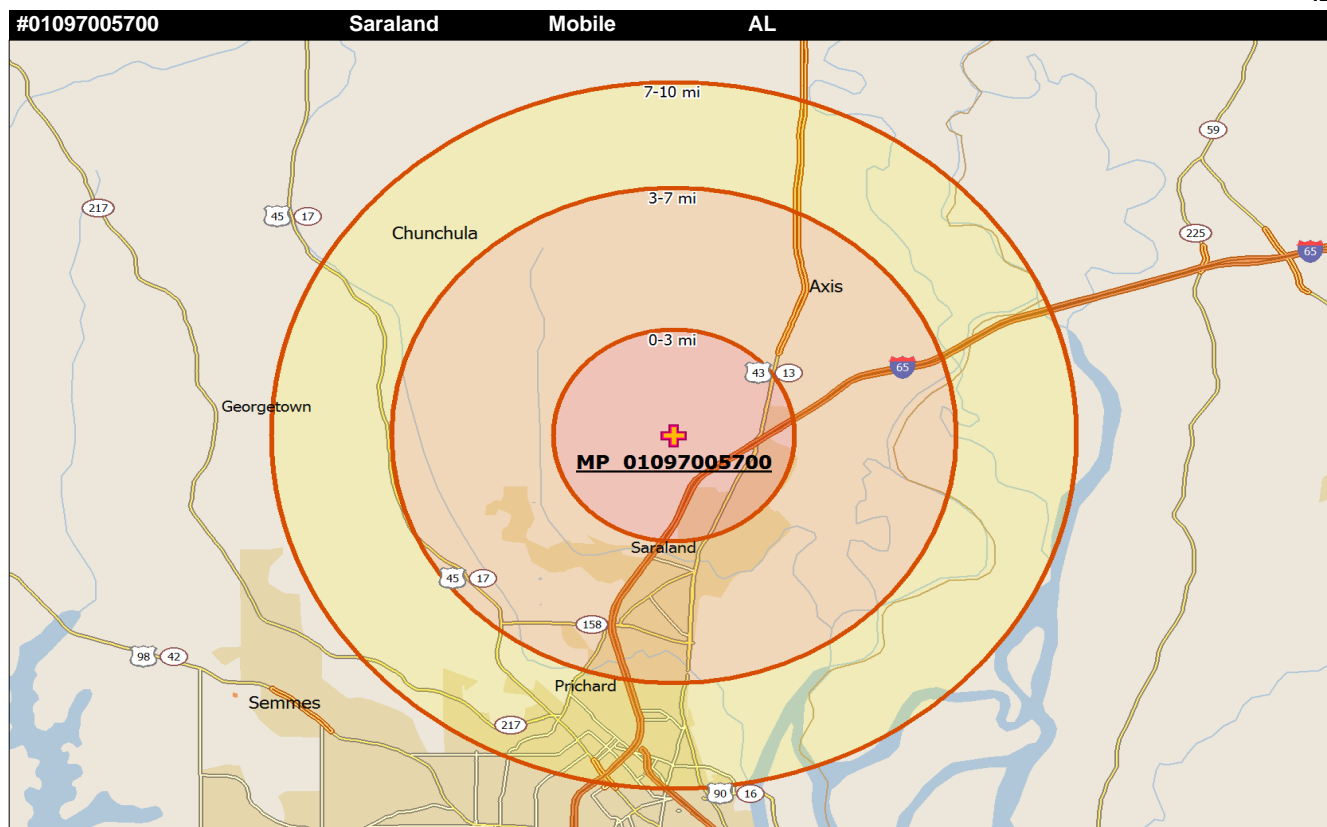 #01097005700 Saraland Mobile AL
7-10 mi
59
3-7 mi
217
45 17
225
Chunchula
65
Axis
0-3 mi
65
43 13
Georgetown
MP 01097005700
Saraland
45 17
158
98 42
Prichard
Semmes
217
90 16